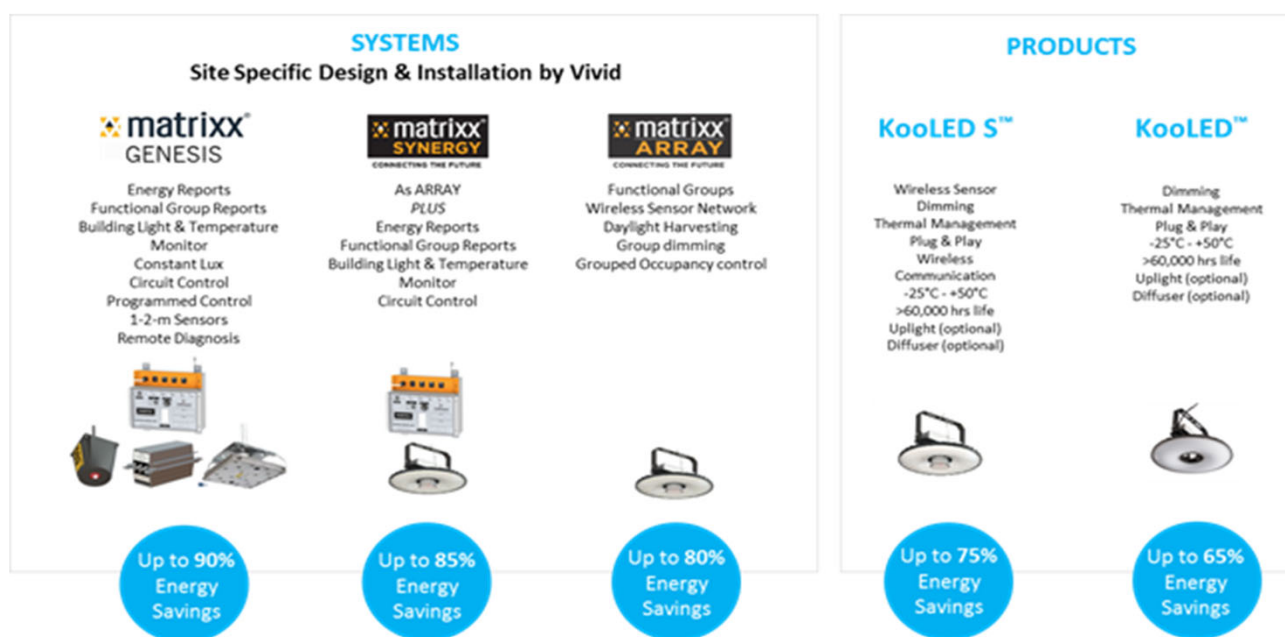 SYSTEMS
Site Specific Design & Installation by Vivid
matrixx®
GENESIS
Energy Reports
Functional Group Reports
Building Light & Temperature
Monitor
Constant Lux
Circuit Control
Programmed Control
1-2-m Sensors
Remote Diagnosis
Up to 90%
Energy
Savings
matrixx®
SYNERGY
CONNECTING THE FUTURE
As ARRAY
PLUS
Energy Reports
Functional Group Reports
Building Light & Temperature
Monitor
Circuit Control
Up to 85%
Energy
Savings
matrixx®
ARRAY
CONNECTING THE FUTURE
Functional Groups
Wireless Sensor Network
Daylight Harvesting
Group dimming
Grouped Occupancy control
Up to 80%
Energy
Savings
PRODUCTS
KooLED S™
Wireless Sensor
Dimming
Thermal Management
Plug & Play
Wireless
Communication
-25°C - +50°C
>60,000 hrs life
Uplight (optional)
Diffuser (optional)
Up to 75%
Energy
Savings
KooLED™
Dimming
Thermal Management
Plug & Play
-25°C - +50°C
>60,000 hrs life
Uplight (optional)
Diffuser (optional)
Up to 65%
Energy
Savings